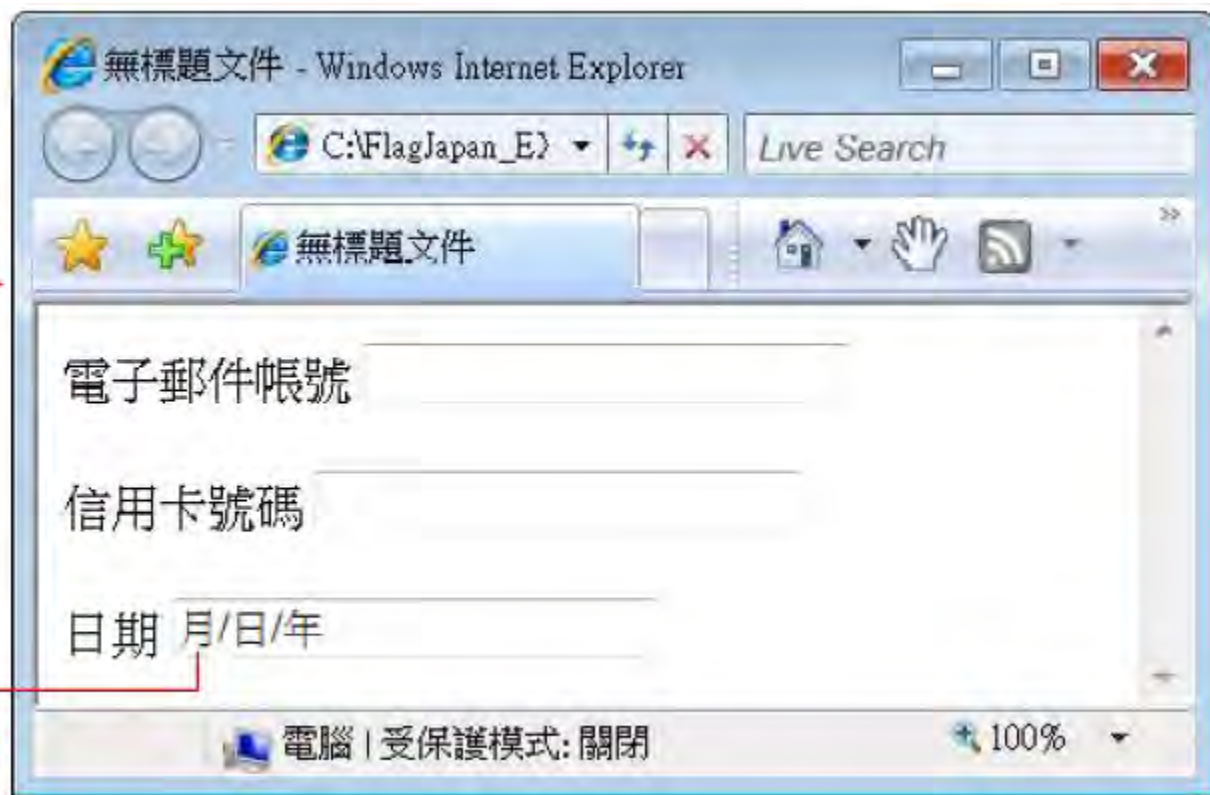 無標題文件 - Windows Internet Explorer
C:\FlagJapan_E
Live Search
無標題文件
電子郵件帳號
信用卡號碼
日期 月/日/年
電腦 | 受保護模式: 關閉 100%